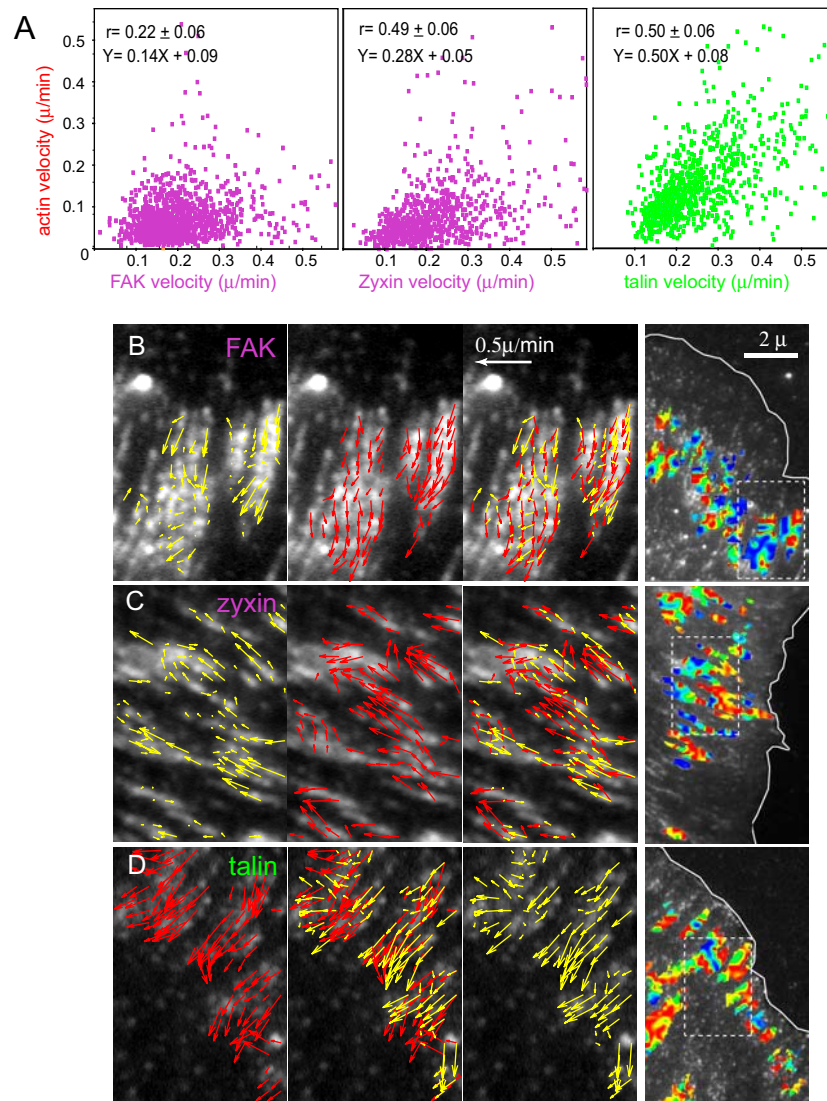 A
r= 0.22 ± 0.06
Y= 0.14X + 0.09
r= 0.49 ± 0.06
Y= 0.28X + 0.05
r= 0.50 ± 0.06
Y= 0.50X + 0.08
actin velocity (μ/min)
0.5
0.4
0.3
0.2
0.1
0
0.1 0.2 0.3 0.4 0.5
0.1 0.2 0.3 0.4 0.5
0.1 0.2 0.3 0.4 0.5
FAK velocity (μ/min)
Zyxin velocity (μ/min)
talin velocity (μ/min)
B
FAK
0.5μ/min
2 μ
C
zyxin
D
talin